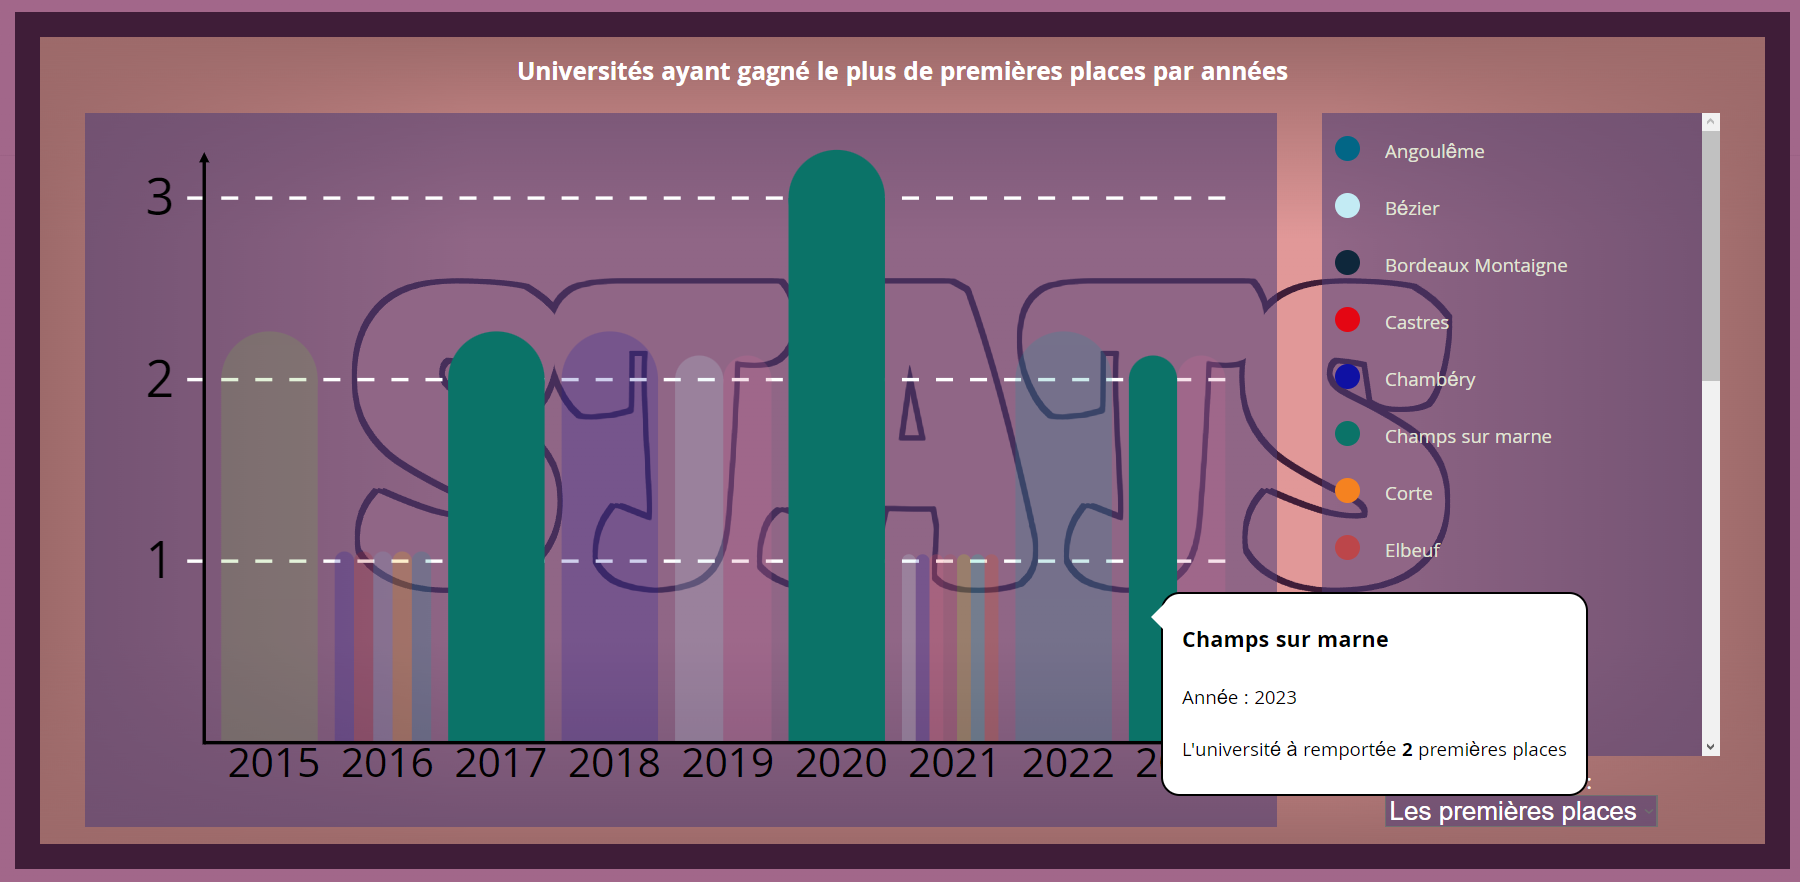 Universités ayant gagné le plus de premières places par années
3
2
1
STATS
2015 2016 2017 2018 2019 2020 2021 2022
Angoulême
Bézier
Bordeaux Montaigne
Castres
Chambéry
Champs sur marne
Corte
Elbeuf
Champs sur marne
Année : 2023
L'université à remportée 2 premières places
:
Les premières places